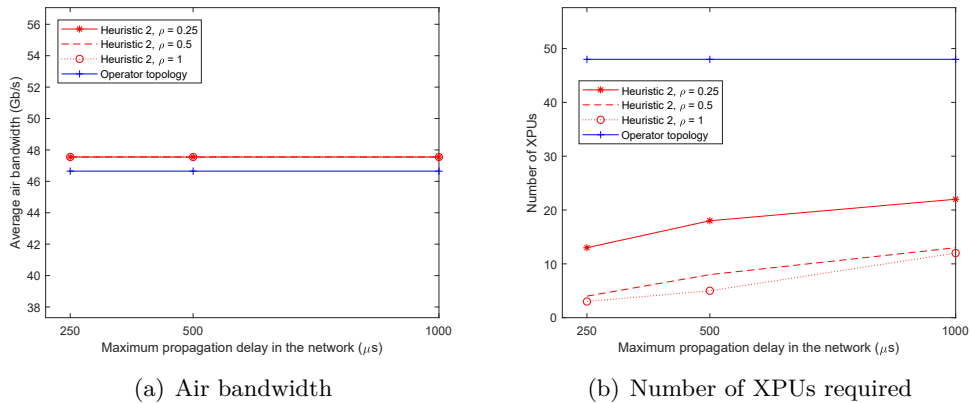 56
54
52
50
48
46
44
42
40
38
Average air bandwidth (Gb/s)
Heuristic 2, ρ = 0.25
Heuristic 2, ρ = 0.5
Heuristic 2, ρ = 1
Operator topology
250
500
1000
Maximum propagation delay in the network (μs)
(a) Air bandwidth
50
40
30
20
10
0
Number of XPUs
Heuristic 2, ρ = 0.25
Heuristic 2, ρ = 0.5
Heuristic 2, ρ = 1
Operator topology
250
500
1000
Maximum propagation delay in the network (μs)
(b) Number of XPUs required